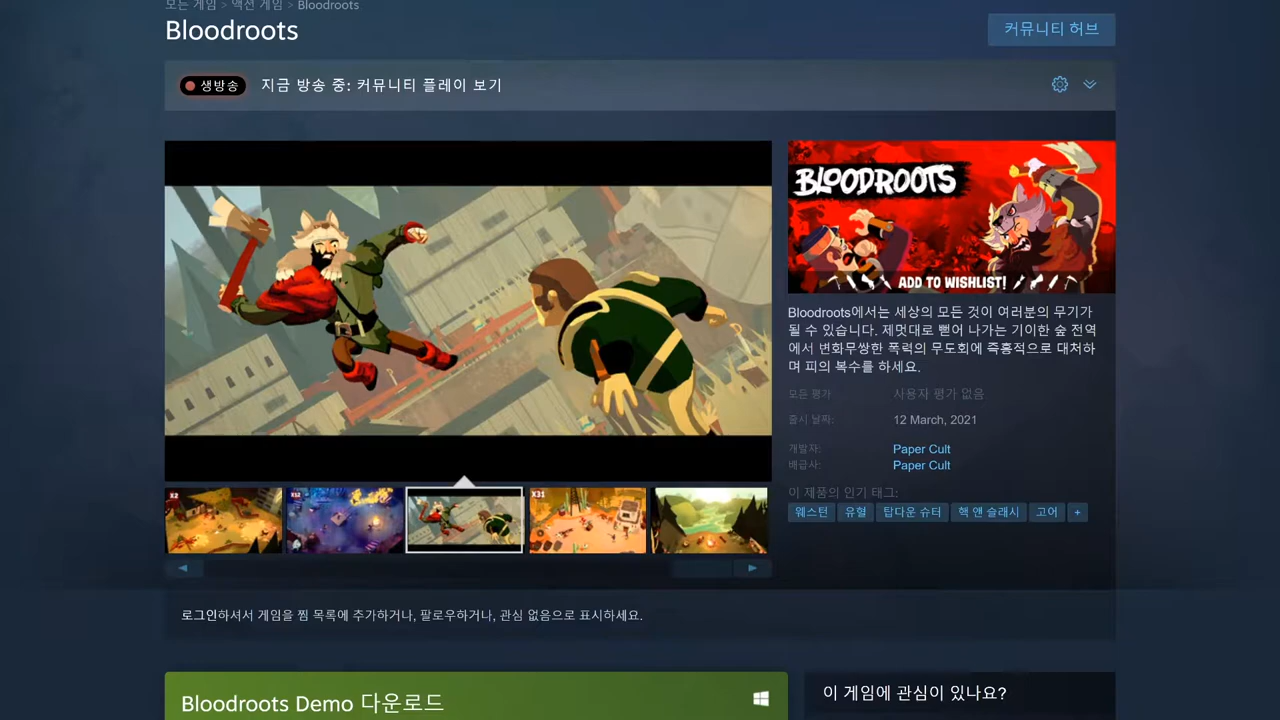 모든 게임 > 액션 게임 > Bloodroots
Bloodroots
커뮤니티 허브
생방송 지금 방송 중: 커뮤니티 플레이 보기
BLOODROOTS
ADD TO WISHLIST!
Bloodroots에서는 세상의 모든 것이 여러분의 무기가
될 수 있습니다. 제멋대로 뻗어 나가는 기이한 숲 전역
에서 변화무쌍한 폭력의 무도회에 즉흥적으로 대처하
며 피의 복수를 하세요.
모든 평가 사용자 평가 없음
출시 날짜: 12 March, 2021
개발자: Paper Cult
배급사: Paper Cult
이 제품의 인기 태그:
웨스턴 유혈 탑다운 슈터 핵 앤 슬래시 고어 +
X2
X12
X31
로그인하셔서 게임을 찜 목록에 추가하거나, 팔로우하거나, 관심 없음으로 표시하세요.
Bloodroots Demo 다운로드
이 게임에 관심이 있나요?